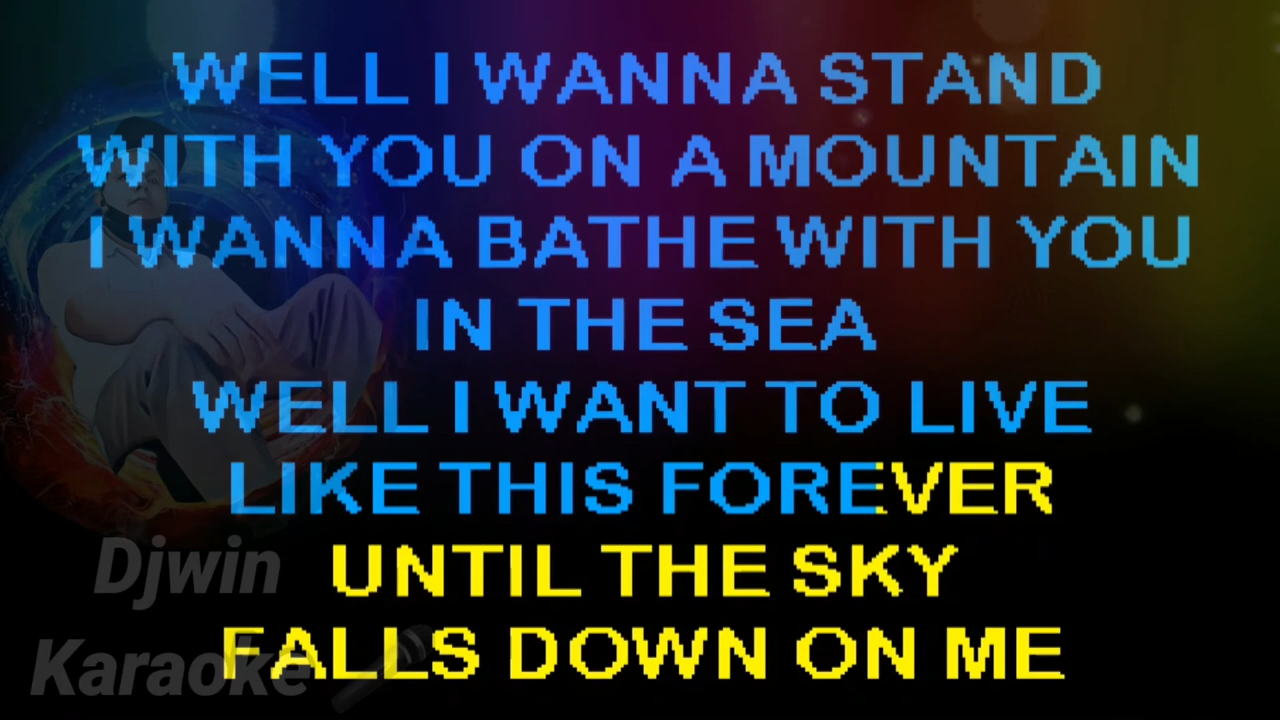 WELL I WANNA STAND
WITH YOU ON A MOUNTAIN
I WANNA BATHE WITH YOU
IN THE SEA
WELL I WANT TO LIVE
LIKE THIS FOREVER
UNTIL THE SKY
FALLS DOWN ON ME
Djwin
Karaoke